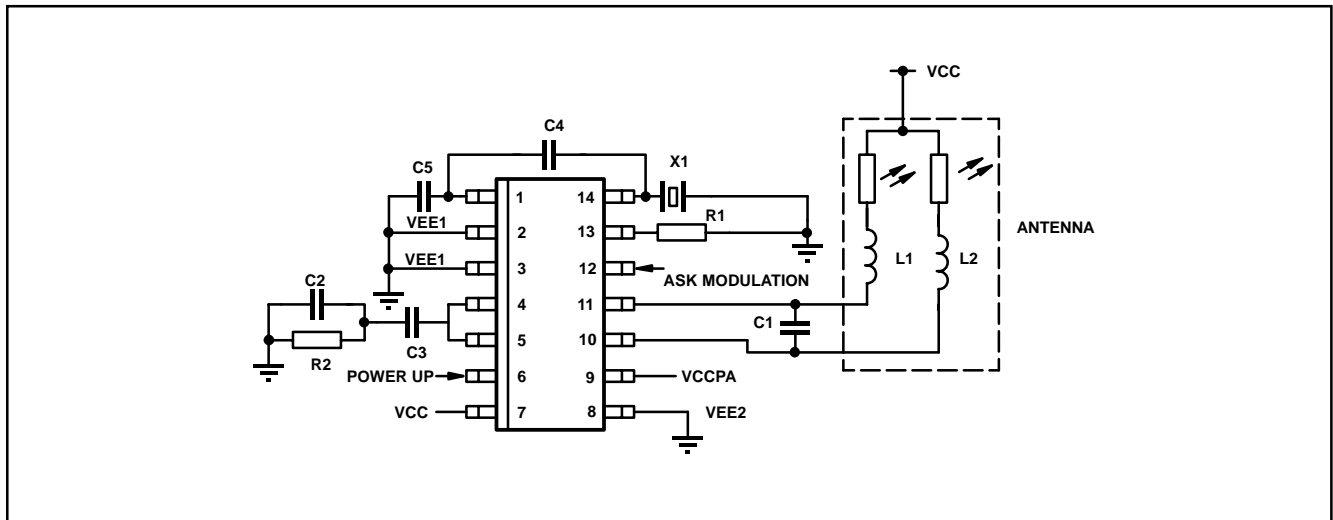 VCC
C4
C5
X1
1
14
R1
VEE1
2
13
ANTENNA
VEE1
3
12
ASK MODULATION
L1
L2
C2
4
11
C1
5
10
R2
C3
POWER UP
6
9
VCCPA
VCC
7
8
VEE2